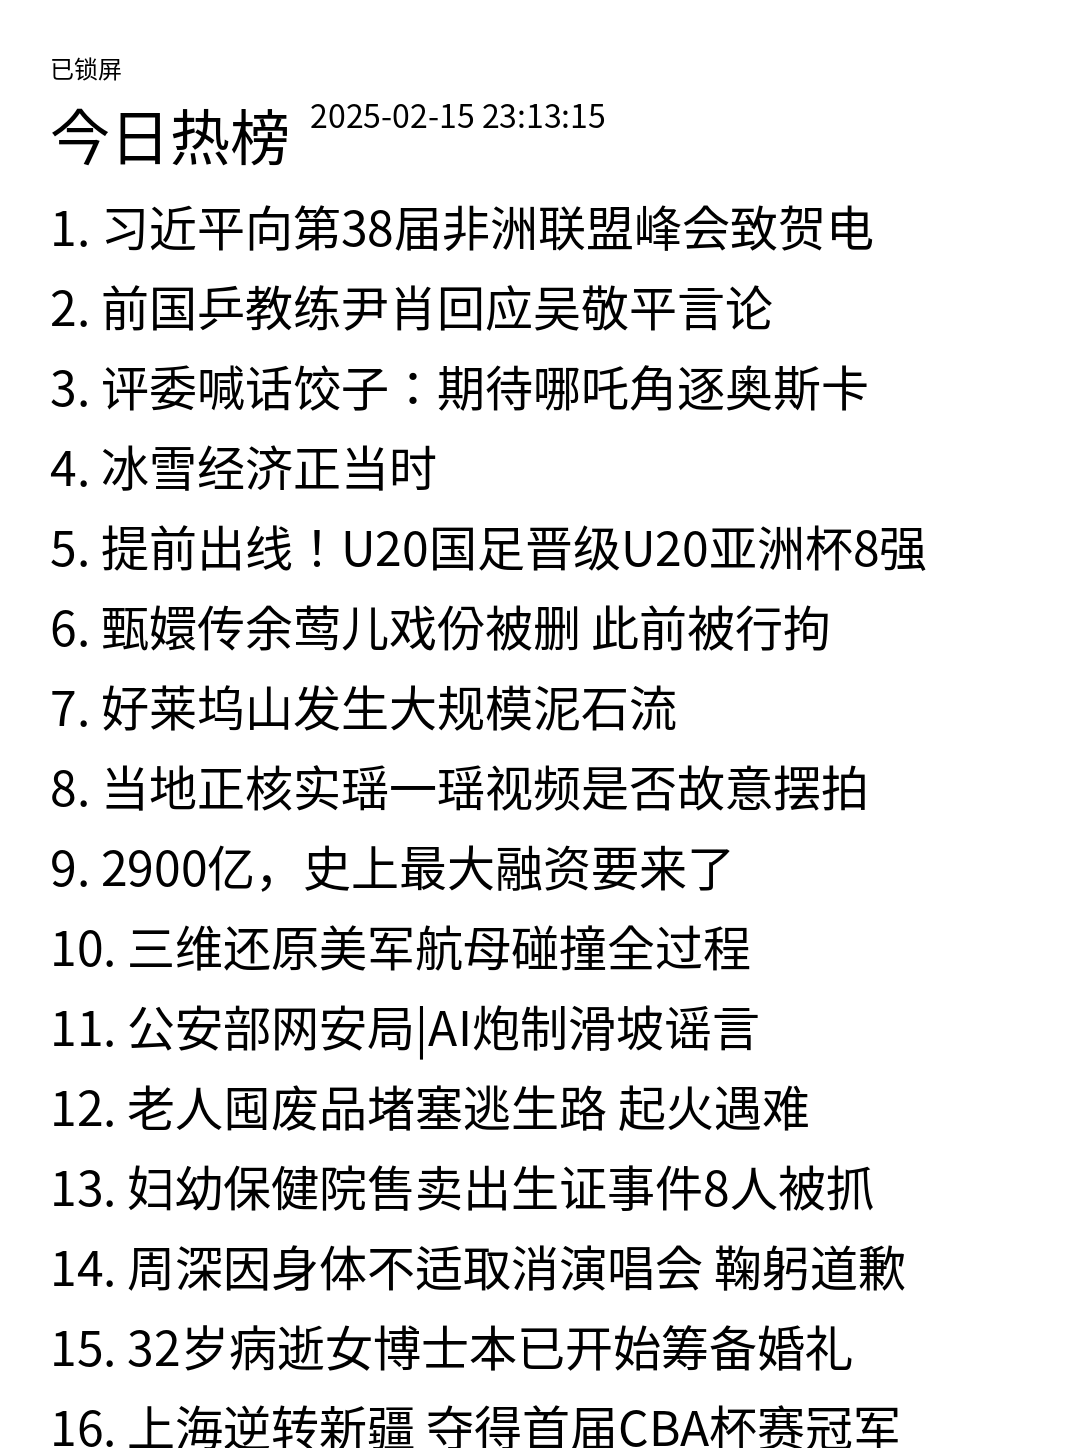 已锁屏
今日热榜 2025-02-15 23:13:15
1. 习近平向第38届非洲联盟峰会致贺电
2. 前国乒教练尹肖回应吴敬平言论
3. 评委喊话饺子：期待哪吒角逐奥斯卡
4. 冰雪经济正当时
5. 提前出线！U20国足晋级U20亚洲杯8强
6. 甄嬛传余莺儿戏份被删 此前被行拘
7. 好莱坞山发生大规模泥石流
8. 当地正核实瑶一瑶视频是否故意摆拍
9. 2900亿，史上最大融资要来了
10. 三维还原美军航母碰撞全过程
11. 公安部网安局|AI炮制滑坡谣言
12. 老人囤废品堵塞逃生路 起火遇难
13. 妇幼保健院售卖出生证事件8人被抓
14. 周深因身体不适取消演唱会 鞠躬道歉
15. 32岁病逝女博士本已开始筹备婚礼
16. 上海逆转新疆 夺得首届CBA杯赛冠军